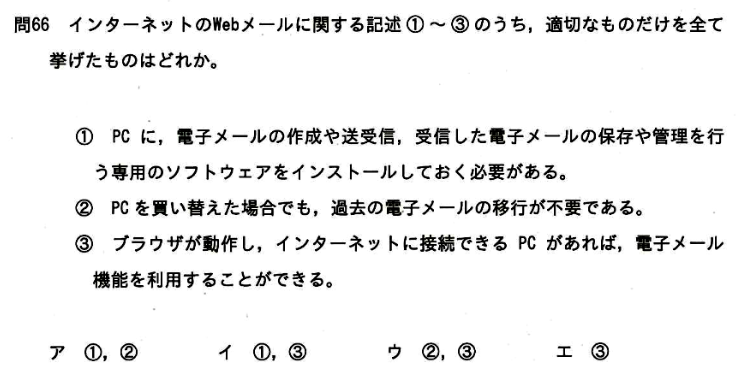 問66 インターネットのWebメールに関する記述①～③のうち，適切なものだけを全て
挙げたものはどれか。
① PC に，電子メールの作成や送受信，受信した電子メールの保存や管理を行
う専用のソフトウェアをインストールしておく必要がある。
② PCを買い替えた場合でも，過去の電子メールの移行が不要である。
③ ブラウザが動作し，インターネットに接続できる PC があれば，電子メール
機能を利用することができる。
ア ①，② イ ①，③ ウ ②，③ エ ③